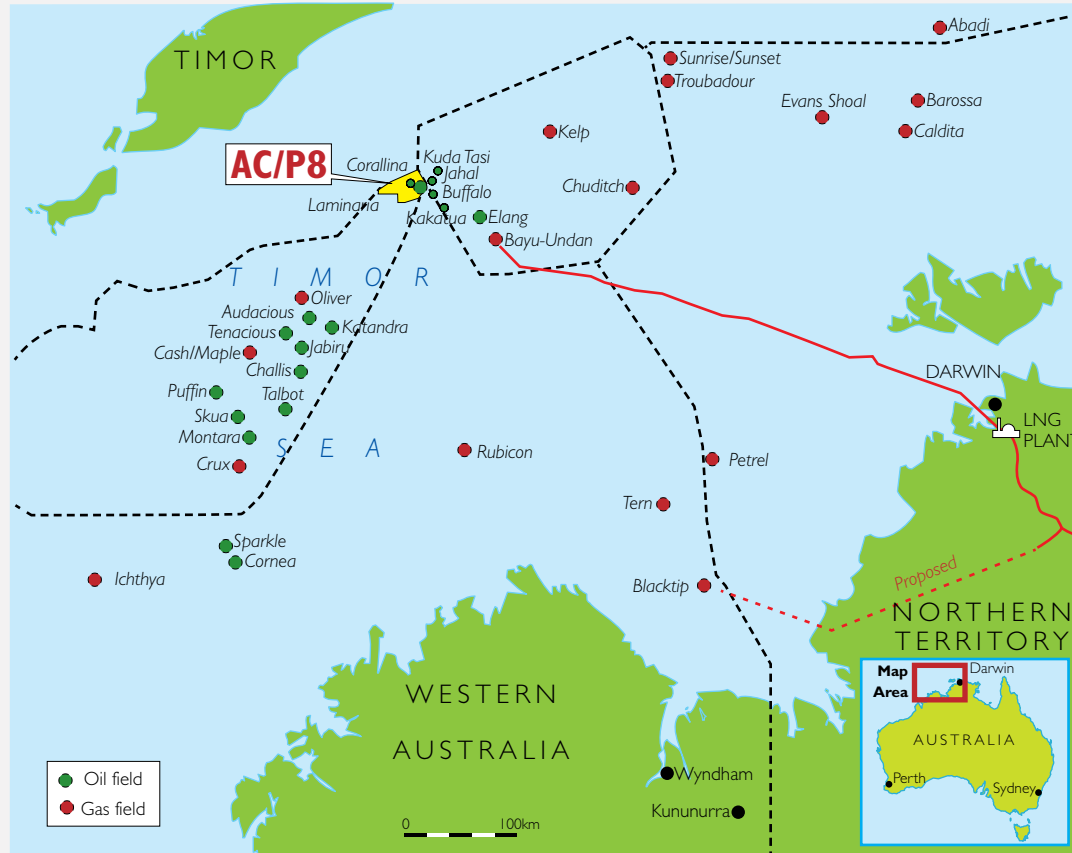 Abadi
TIMOR
Sunrise/Sunset
Troubadour
Evans Shoal
Barossa
Caldita
Kelp
AC/P8
Corallina
Kuda Tasi
Jahal
Buffalo
Chuditch
Laminaria
Kakatua
Elang
Bayu-Undan
TIMOR
Oliver
Audacious
Katandra
Tenacious
Jabiru
Cash/Maple
Challis
DARWIN
Puffin
Talbot
Skua
LNG
PLANT
Montara
SEA
Rubicon
Petrel
Crux
Tern
Sparkle
Cornea
Ichthya
Blacktip
Proposed
NORTHERN
TERRITORY
WESTERN
AUSTRALIA
Map
Area
Darwin
AUSTRALIA
Perth
Sydney
Wyndham
Kununurra
Oil field
Gas field
0 100km